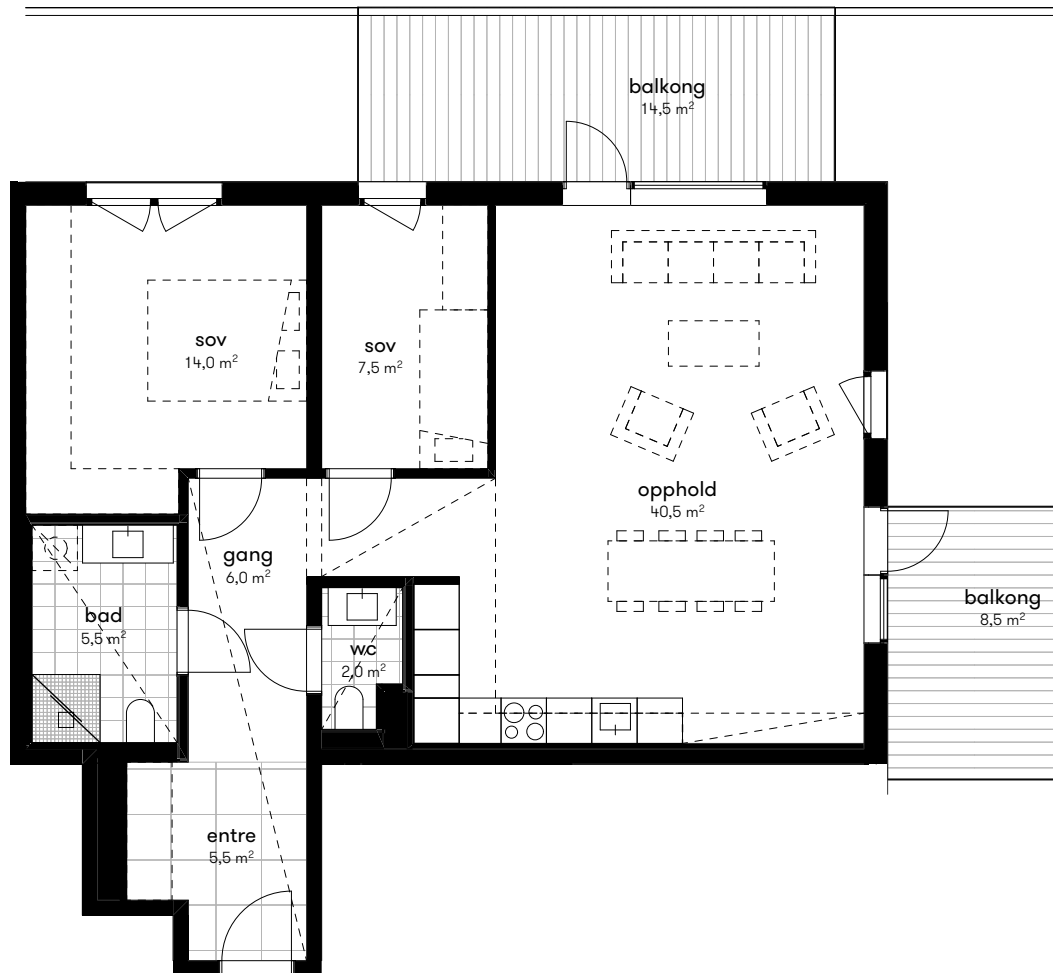 balkong
14,5 m²
sov
14,0 m²
sov
7,5 m²
opphold
40,5 m²
gang
6,0 m²
balkong
8,5 m²
bad
5,5 m²
wc
2,0 m²
entre
5,5 m²